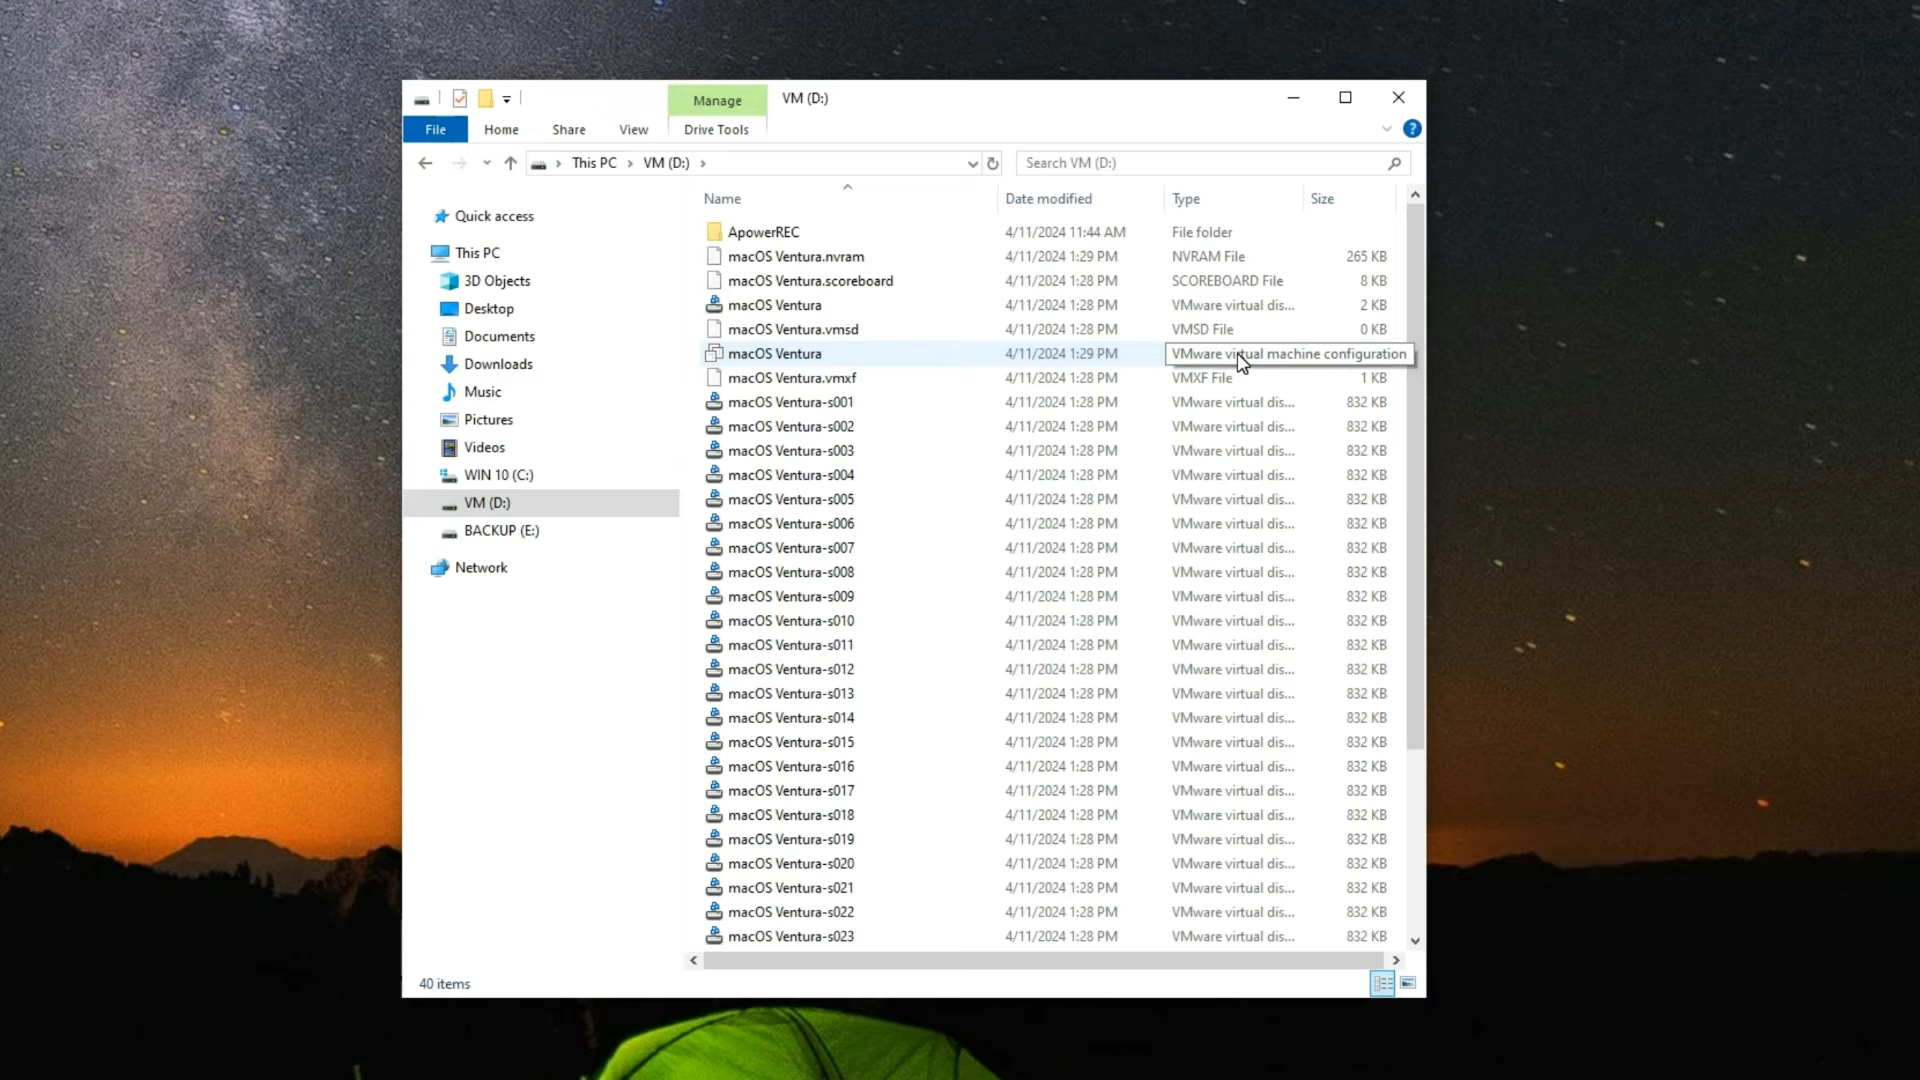 Manage VM (D:)
File Home Share View Drive Tools
This PC VM (D:) Search VM (D:)
Name Date modified Type Size
Quick access
This PC
3D Objects
Desktop
Documents
Downloads
Music
Pictures
Videos
WIN 10 (C:)
VM (D:)
BACKUP (E:)
Network
ApowerREC 4/11/2024 11:44 AM File folder
macOS Ventura.nvram 4/11/2024 1:29 PM NVRAM File 265 KB
macOS Ventura.scoreboard 4/11/2024 1:28 PM SCOREBOARD File 8 KB
macOS Ventura 4/11/2024 1:28 PM VMware virtual dis... 2 KB
macOS Ventura.vmsd 4/11/2024 1:28 PM VMSD File 0 KB
macOS Ventura 4/11/2024 1:29 PM VMware virtual machine configuration
macOS Ventura.vmxf 4/11/2024 1:28 PM VMXF File 1 KB
macOS Ventura-s001 4/11/2024 1:28 PM VMware virtual dis... 832 KB
macOS Ventura-s002 4/11/2024 1:28 PM VMware virtual dis... 832 KB
macOS Ventura-s003 4/11/2024 1:28 PM VMware virtual dis... 832 KB
macOS Ventura-s004 4/11/2024 1:28 PM VMware virtual dis... 832 KB
macOS Ventura-s005 4/11/2024 1:28 PM VMware virtual dis... 832 KB
macOS Ventura-s006 4/11/2024 1:28 PM VMware virtual dis... 832 KB
macOS Ventura-s007 4/11/2024 1:28 PM VMware virtual dis... 832 KB
macOS Ventura-s008 4/11/2024 1:28 PM VMware virtual dis... 832 KB
macOS Ventura-s009 4/11/2024 1:28 PM VMware virtual dis... 832 KB
macOS Ventura-s010 4/11/2024 1:28 PM VMware virtual dis... 832 KB
macOS Ventura-s011 4/11/2024 1:28 PM VMware virtual dis... 832 KB
macOS Ventura-s012 4/11/2024 1:28 PM VMware virtual dis... 832 KB
macOS Ventura-s013 4/11/2024 1:28 PM VMware virtual dis... 832 KB
macOS Ventura-s014 4/11/2024 1:28 PM VMware virtual dis... 832 KB
macOS Ventura-s015 4/11/2024 1:28 PM VMware virtual dis... 832 KB
macOS Ventura-s016 4/11/2024 1:28 PM VMware virtual dis... 832 KB
macOS Ventura-s017 4/11/2024 1:28 PM VMware virtual dis... 832 KB
macOS Ventura-s018 4/11/2024 1:28 PM VMware virtual dis... 832 KB
macOS Ventura-s019 4/11/2024 1:28 PM VMware virtual dis... 832 KB
macOS Ventura-s020 4/11/2024 1:28 PM VMware virtual dis... 832 KB
macOS Ventura-s021 4/11/2024 1:28 PM VMware virtual dis... 832 KB
macOS Ventura-s022 4/11/2024 1:28 PM VMware virtual dis... 832 KB
macOS Ventura-s023 4/11/2024 1:28 PM VMware virtual dis... 832 KB
40 items